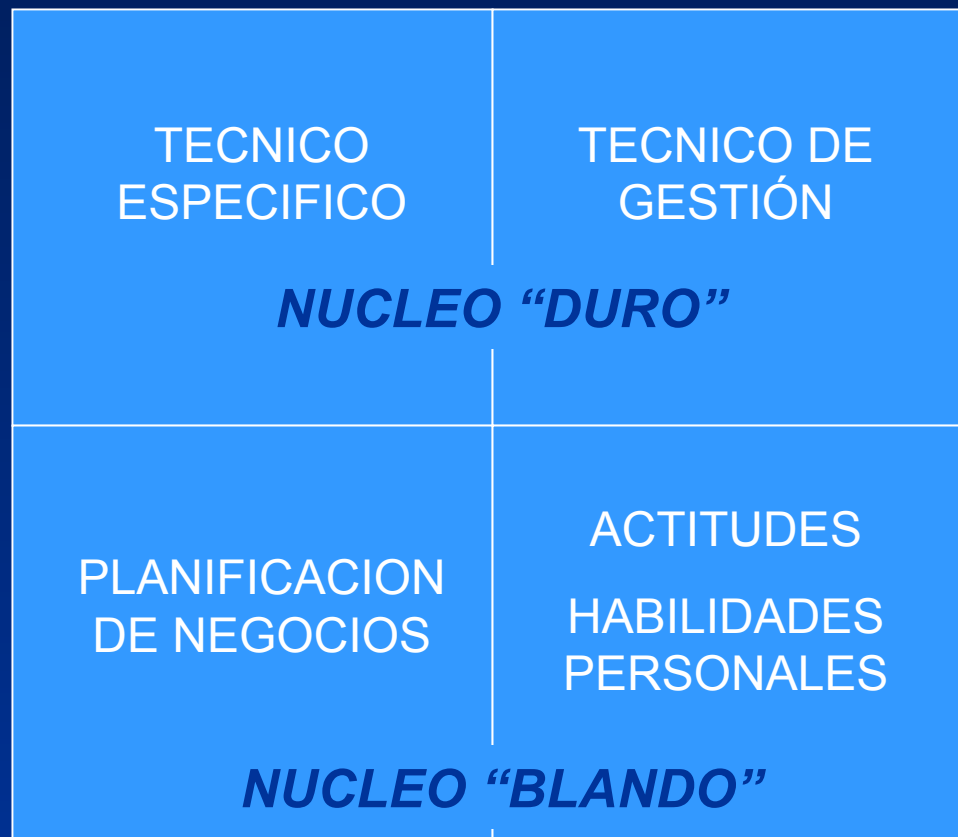 TECNICO
ESPECIFICO
TECNICO DE
GESTIÓN
NUCLEO “DURO”
PLANIFICACION
DE NEGOCIOS
ACTITUDES
HABILIDADES
PERSONALES
NUCLEO “BLANDO”